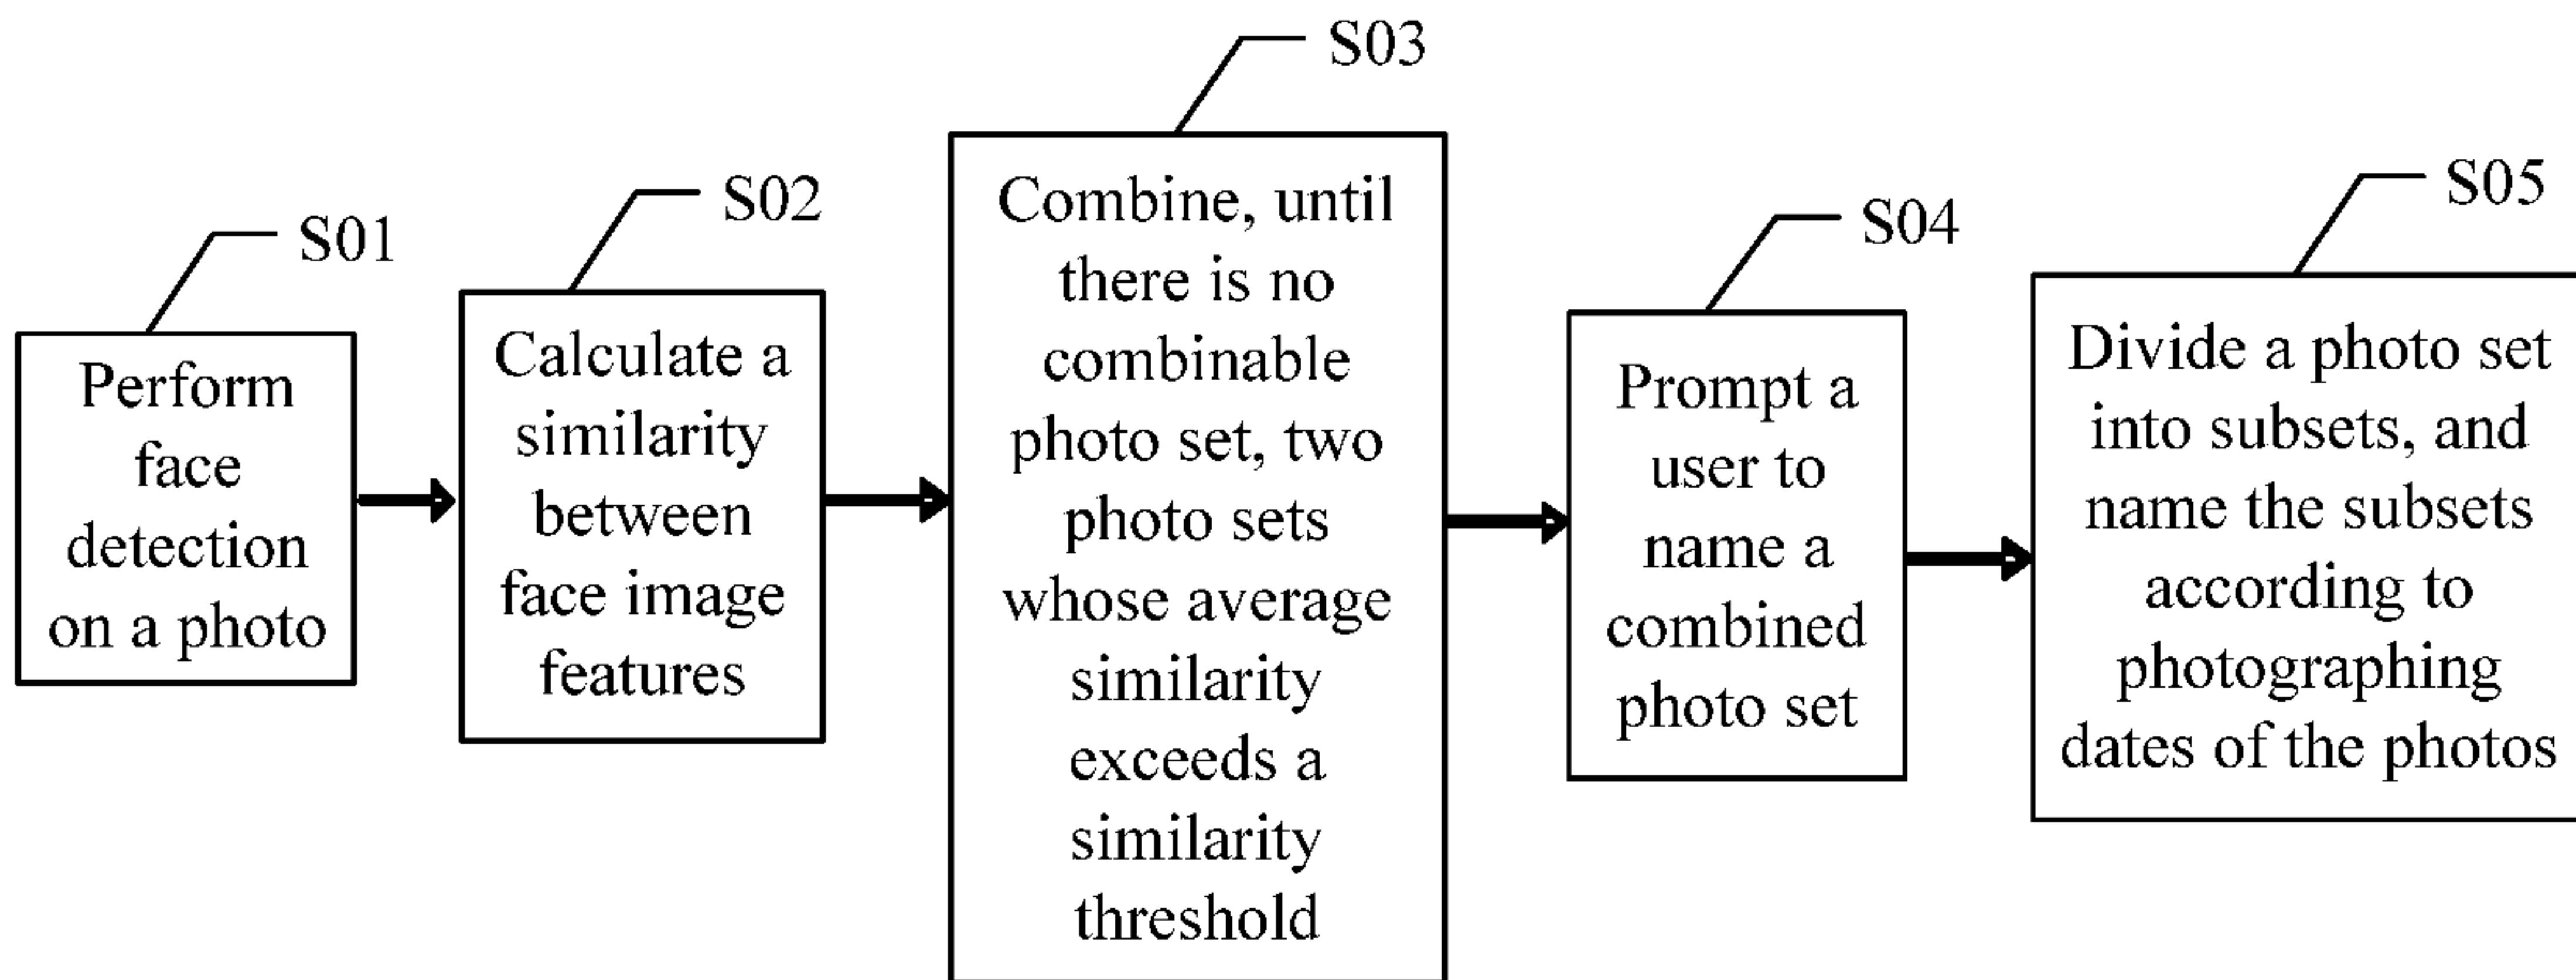 S01
Perform
face
detection
on a photo
S02
Calculate a
similarity
between
face image
features
S03
Combine, until
there is no
combinable
photo set, two
photo sets
whose average
similarity
exceeds a
similarity
threshold
S04
Prompt a
user to
name a
combined
photo set
S05
Divide a photo set
into subsets, and
name the subsets
according to
photographing
dates of the photos